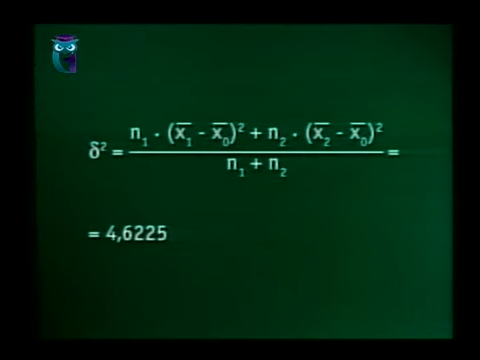 δ² = n₁ · (x̅₁ - x̅₀)² + n₂ · (x̅₂ - x̅₀)² / n₁ + n₂ =
= 4,6225